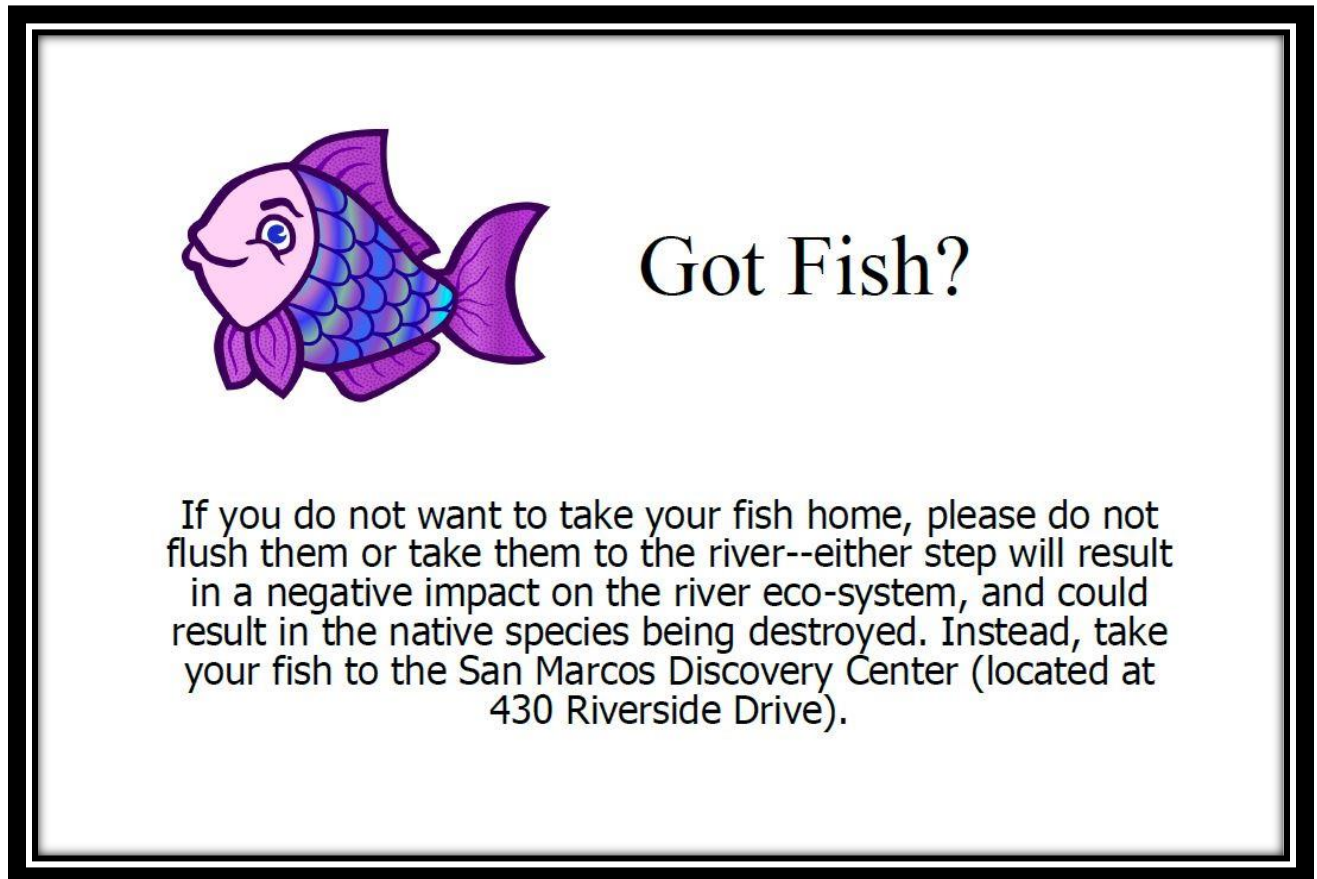 Got Fish?
If you do not want to take your fish home, please do not
flush them or take them to the river--either step will result
in a negative impact on the river eco-system, and could
result in the native species being destroyed. Instead, take
your fish to the San Marcos Discovery Center (located at
430 Riverside Drive).